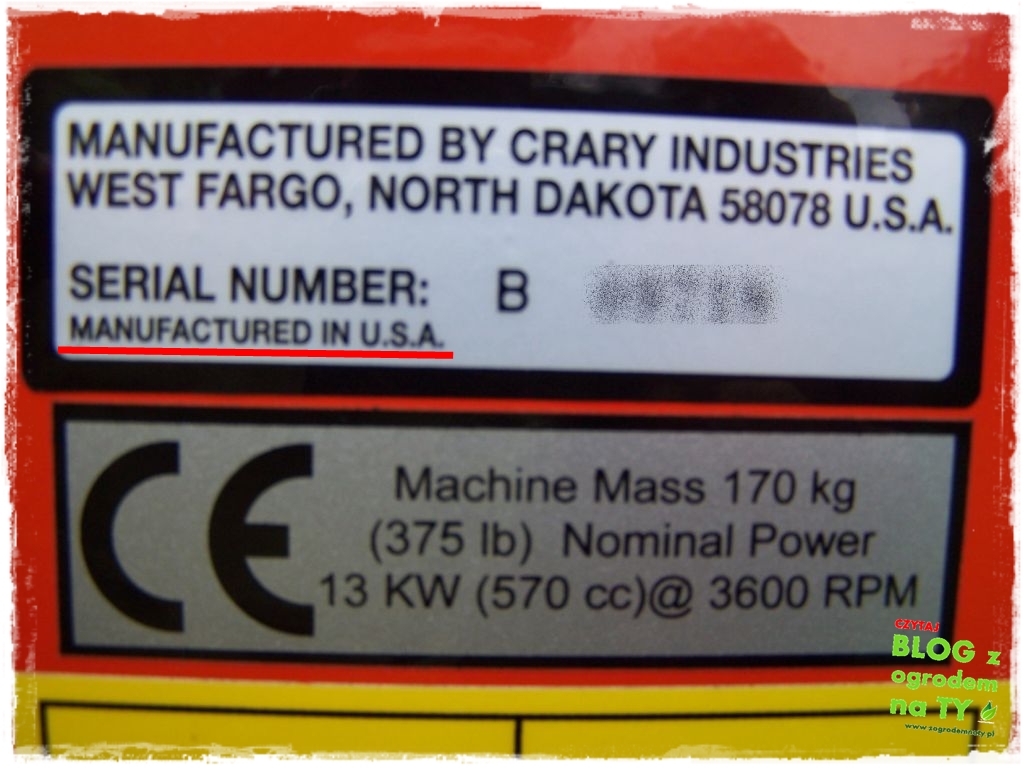 MANUFACTURED BY CRARY INDUSTRIES
WEST FARGO, NORTH DAKOTA 58078 U.S.A.
SERIAL NUMBER: B
MANUFACTURED IN U.S.A.
CE
Machine Mass 170 kg
(375 lb) Nominal Power
13 KW (570 cc)@ 3600 RPM
CZYTAJ
BLOG z
ogrodem
na TY
www.zogrodemnaty.pl